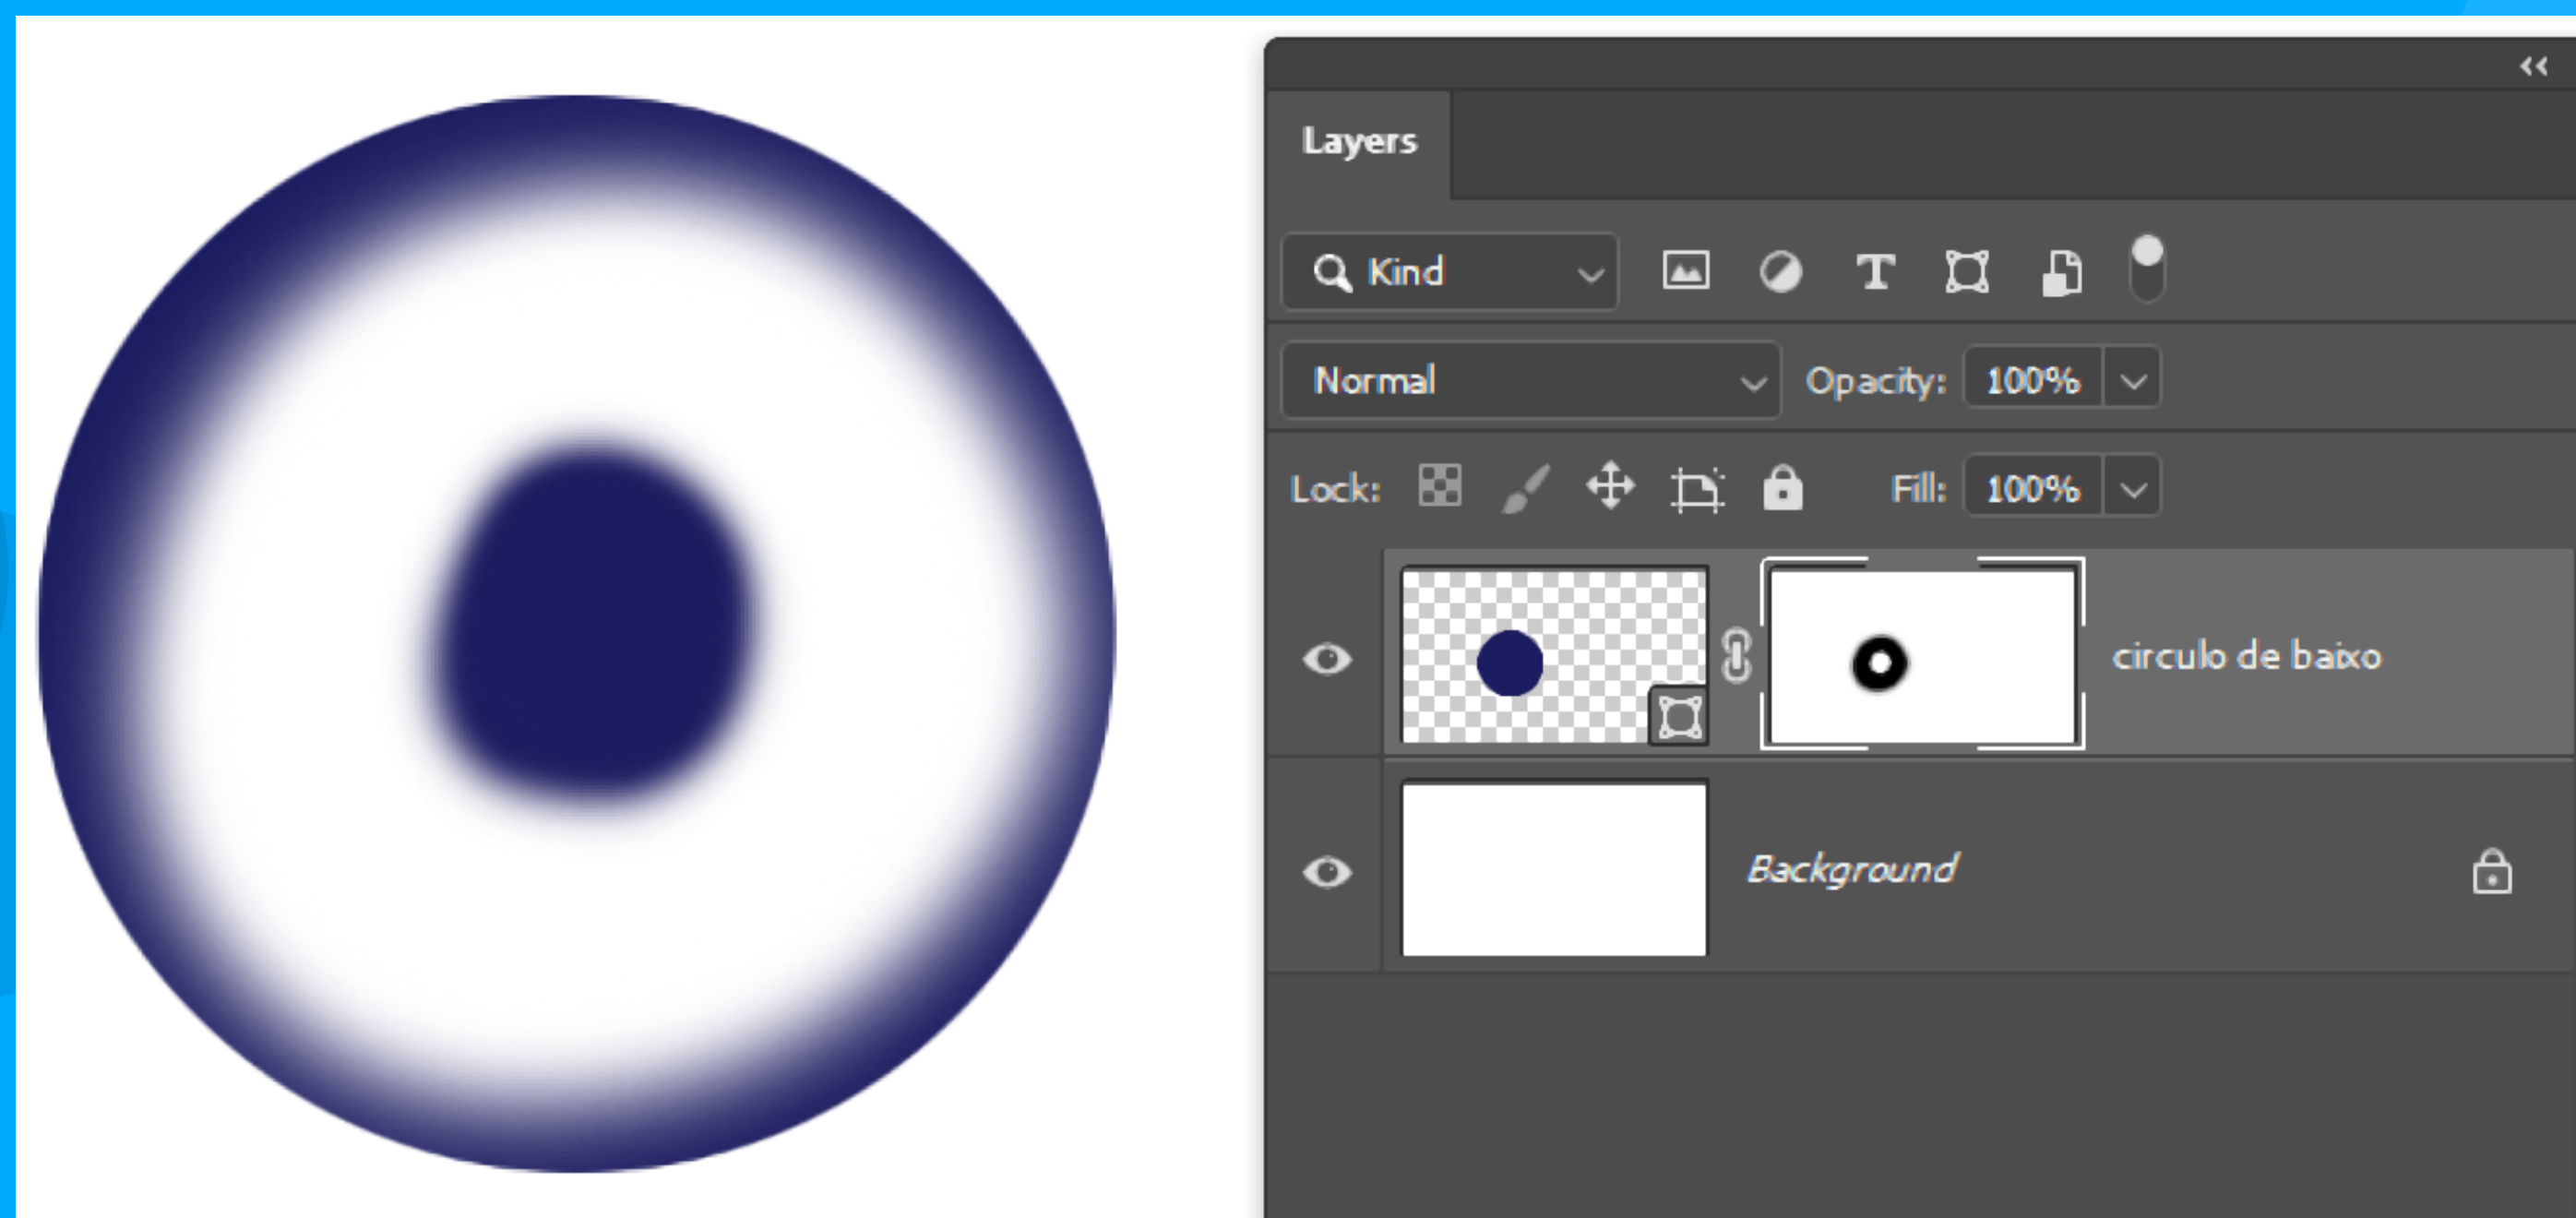 Layers
Kind
Normal Opacity: 100%
Lock: Fill: 100%
circulo de baixo
Background